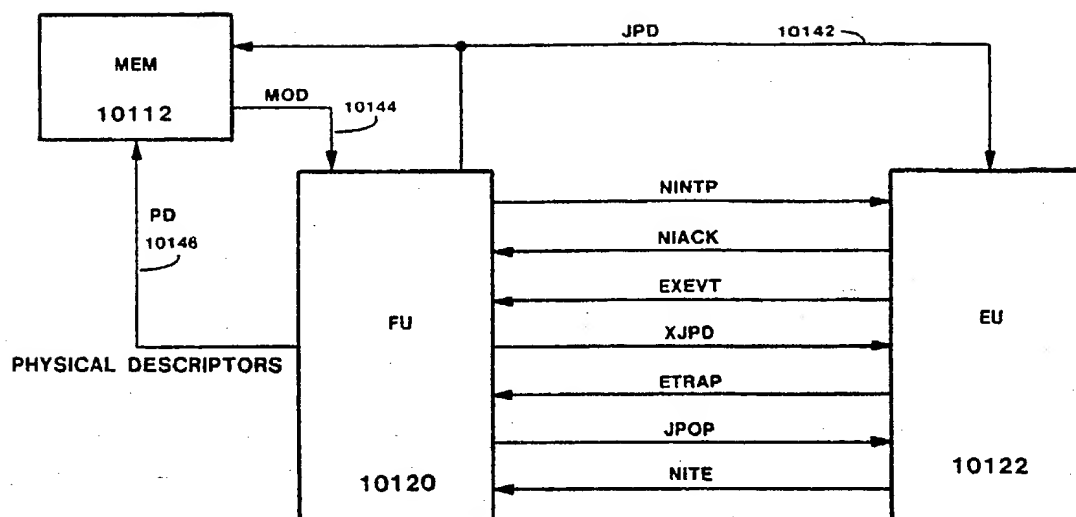 JPD
10142
MEM
10112
MOD
10144
PD
10146
PHYSICAL DESCRIPTORS
FU
10120
NINTP
NIACK
EXEVT
XJPD
ETRAP
JPOP
NITE
EU
10122